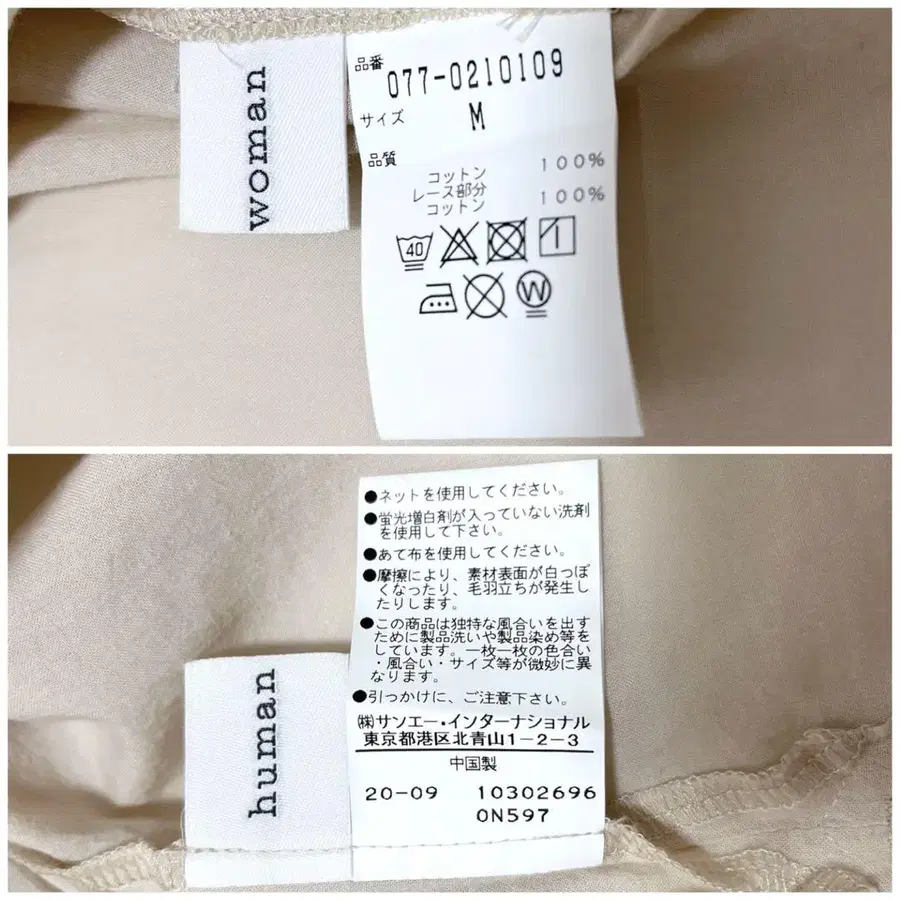 woman
品番
077-0210109
サイズ M
品質
コットン 100%
レース部分
コットン 100%
40
W
●ネットを使用してください。
●蛍光増白剤が入っていない洗剤
を使用して下さい。
●あて布を使用してください。
●摩擦により、素材表面が白っぽ
くなったり、毛羽立ちが発生し
たりします。
●この商品は独特な風合いを出す
ために製品洗いや製品染め等を
しています。一枚一枚の色合い
・風合い・サイズ等が微妙に異
なります。
●引っかけに、ご注意下さい。
human
㈱サンエー・インターナショナル
東京都港区北青山1-2-3
中国製
20-09 10302696
0N597